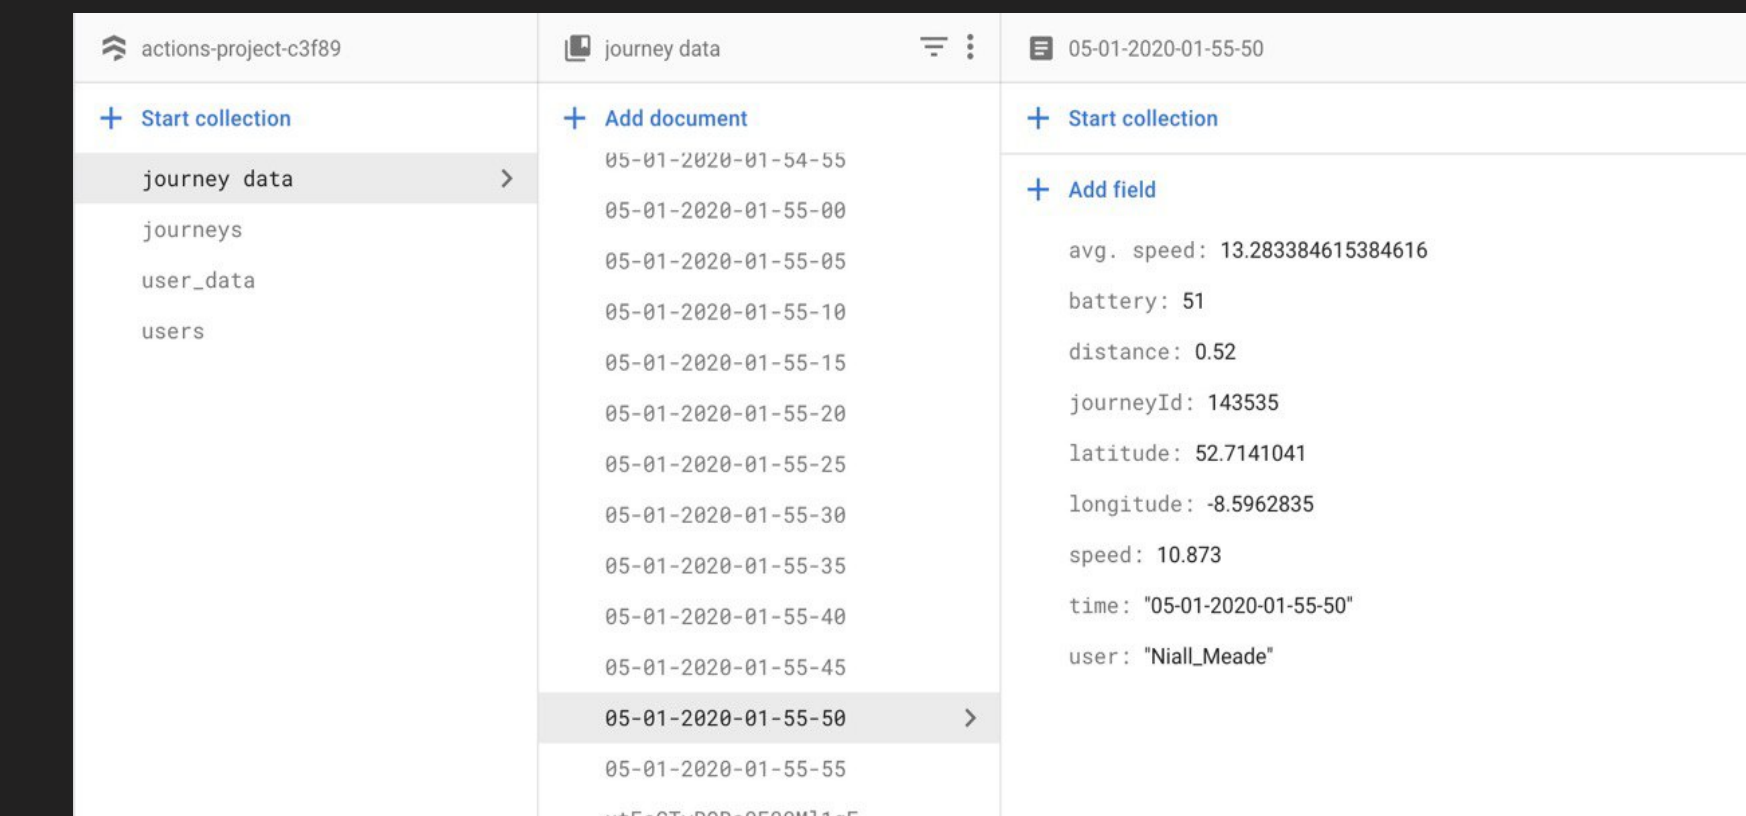 actions-project-c3f89
Start collection
journey data
journeys
user_data
users
journey data
Add document
05-01-2020-01-54-55
05-01-2020-01-55-00
05-01-2020-01-55-05
05-01-2020-01-55-10
05-01-2020-01-55-15
05-01-2020-01-55-20
05-01-2020-01-55-25
05-01-2020-01-55-30
05-01-2020-01-55-35
05-01-2020-01-55-40
05-01-2020-01-55-45
05-01-2020-01-55-50
05-01-2020-01-55-55
05-01-2020-01-55-50
Start collection
Add field
avg. speed: 13.283384615384616
battery: 51
distance: 0.52
journeyId: 143535
latitude: 52.7141041
longitude: -8.5962835
speed: 10.873
time: "05-01-2020-01-55-50"
user: "Niall_Meade"